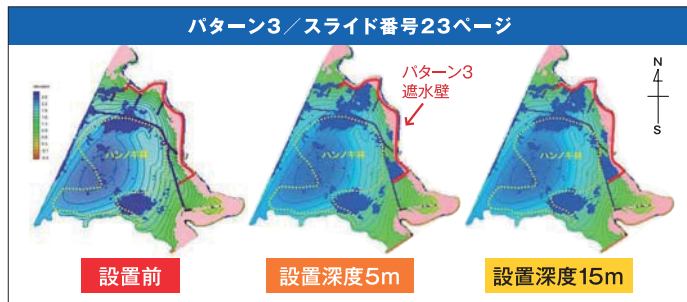 パターン3／スライド番号23ページ
パターン3
遮水壁
N
S
ハンノキ林
ハンノキ林
ハンノキ林
設置前
設置深度5m
設置深度15m